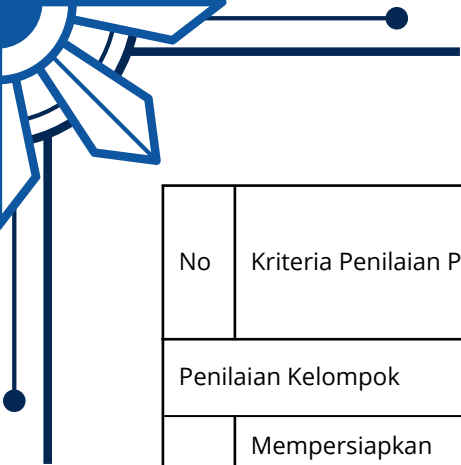 No
Kriteria Penilaian P
Penilaian Kelompok
Mempersiapkan